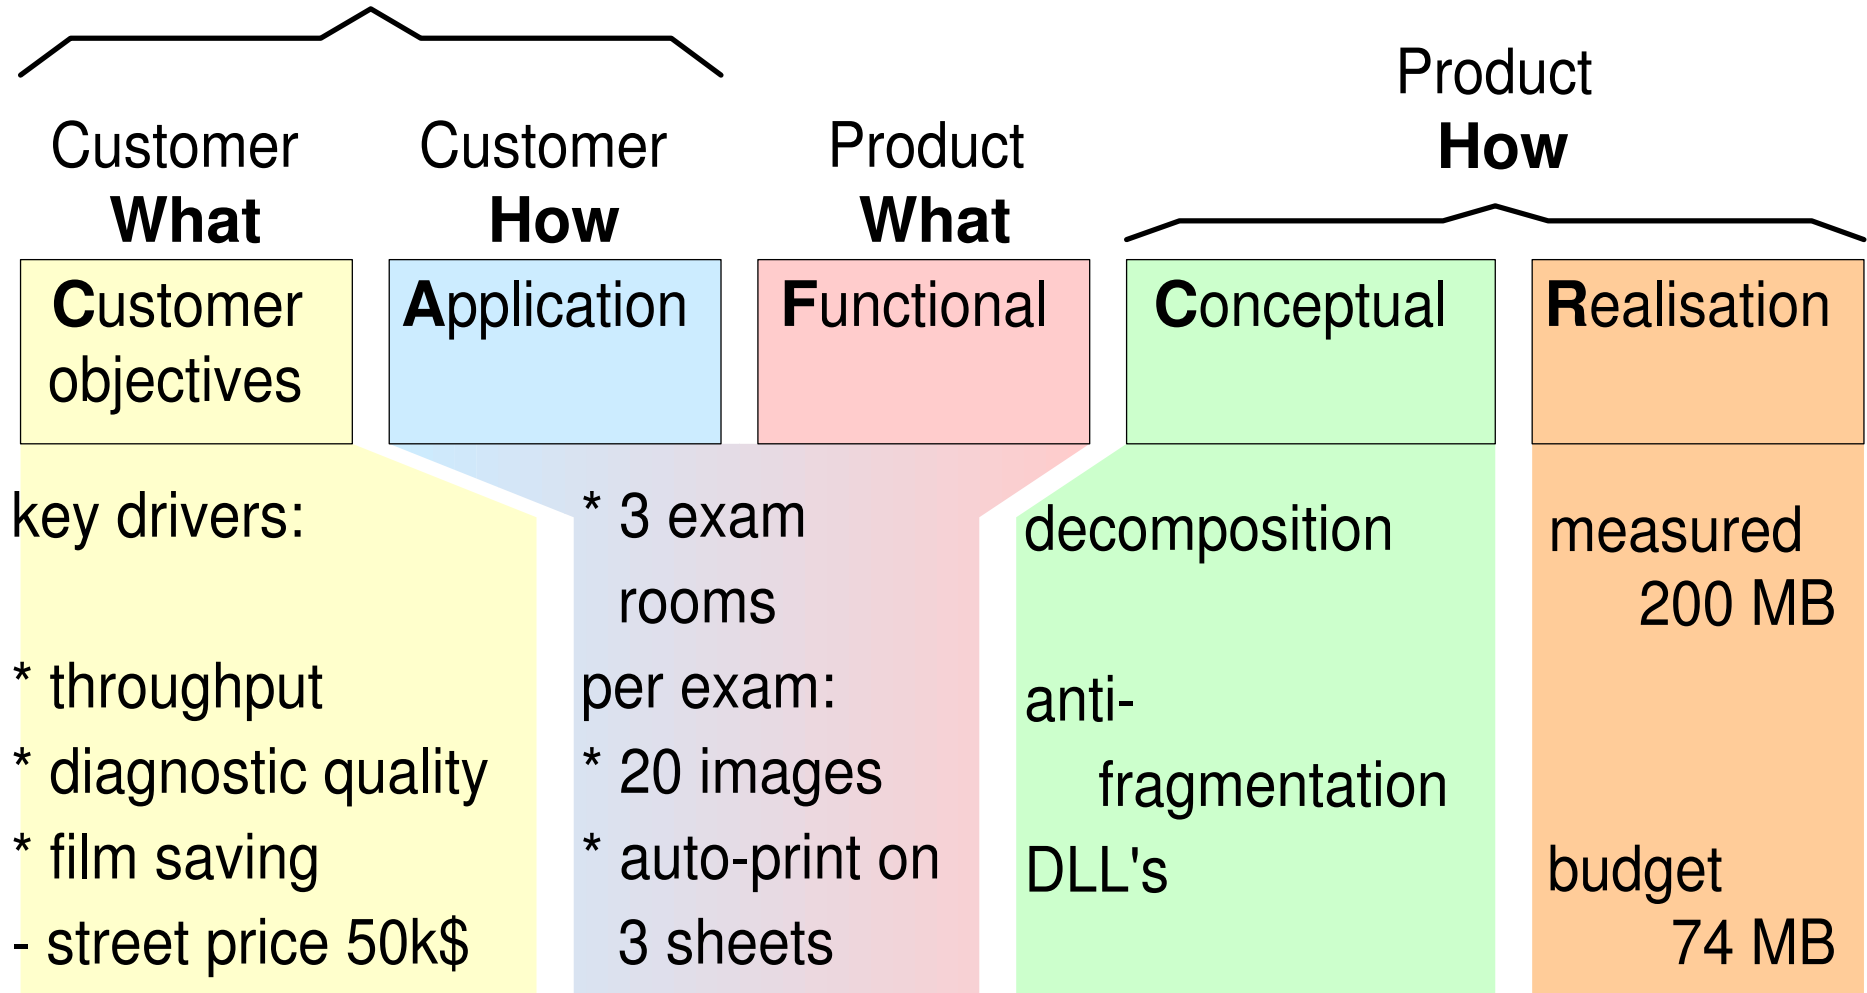 Customer
What
Customer
How
Product
What
Product
How
Customer
objectives
Application
Functional
Conceptual
Realisation
key drivers:
* throughput
* diagnostic quality
* film saving
- street price 50k$
* 3 exam
rooms
per exam:
* 20 images
* auto-print on
3 sheets
decomposition
anti-
fragmentation
DLL's
measured
200 MB
budget
74 MB